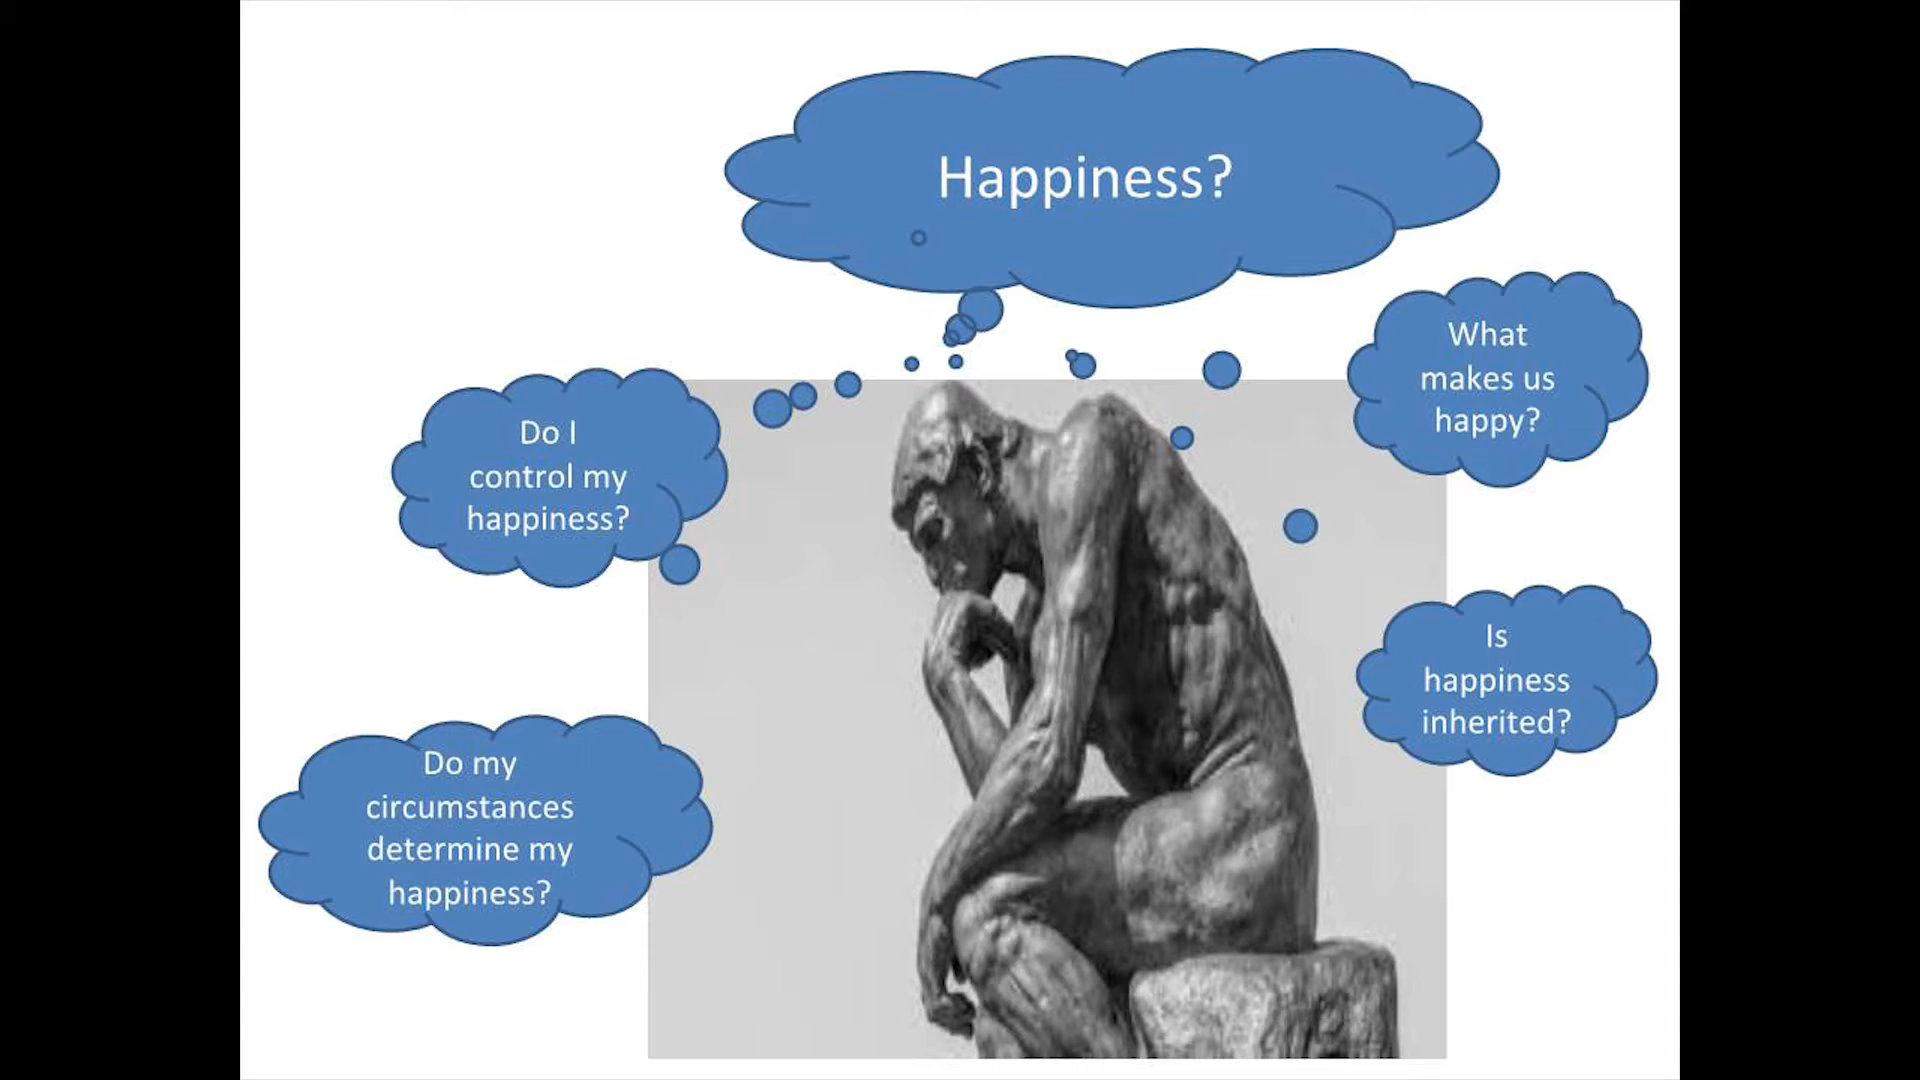 Happiness?
What
makes us
happy?
Do I
control my
happiness?
Is
happiness
inherited?
Do my
circumstances
determine my
happiness?